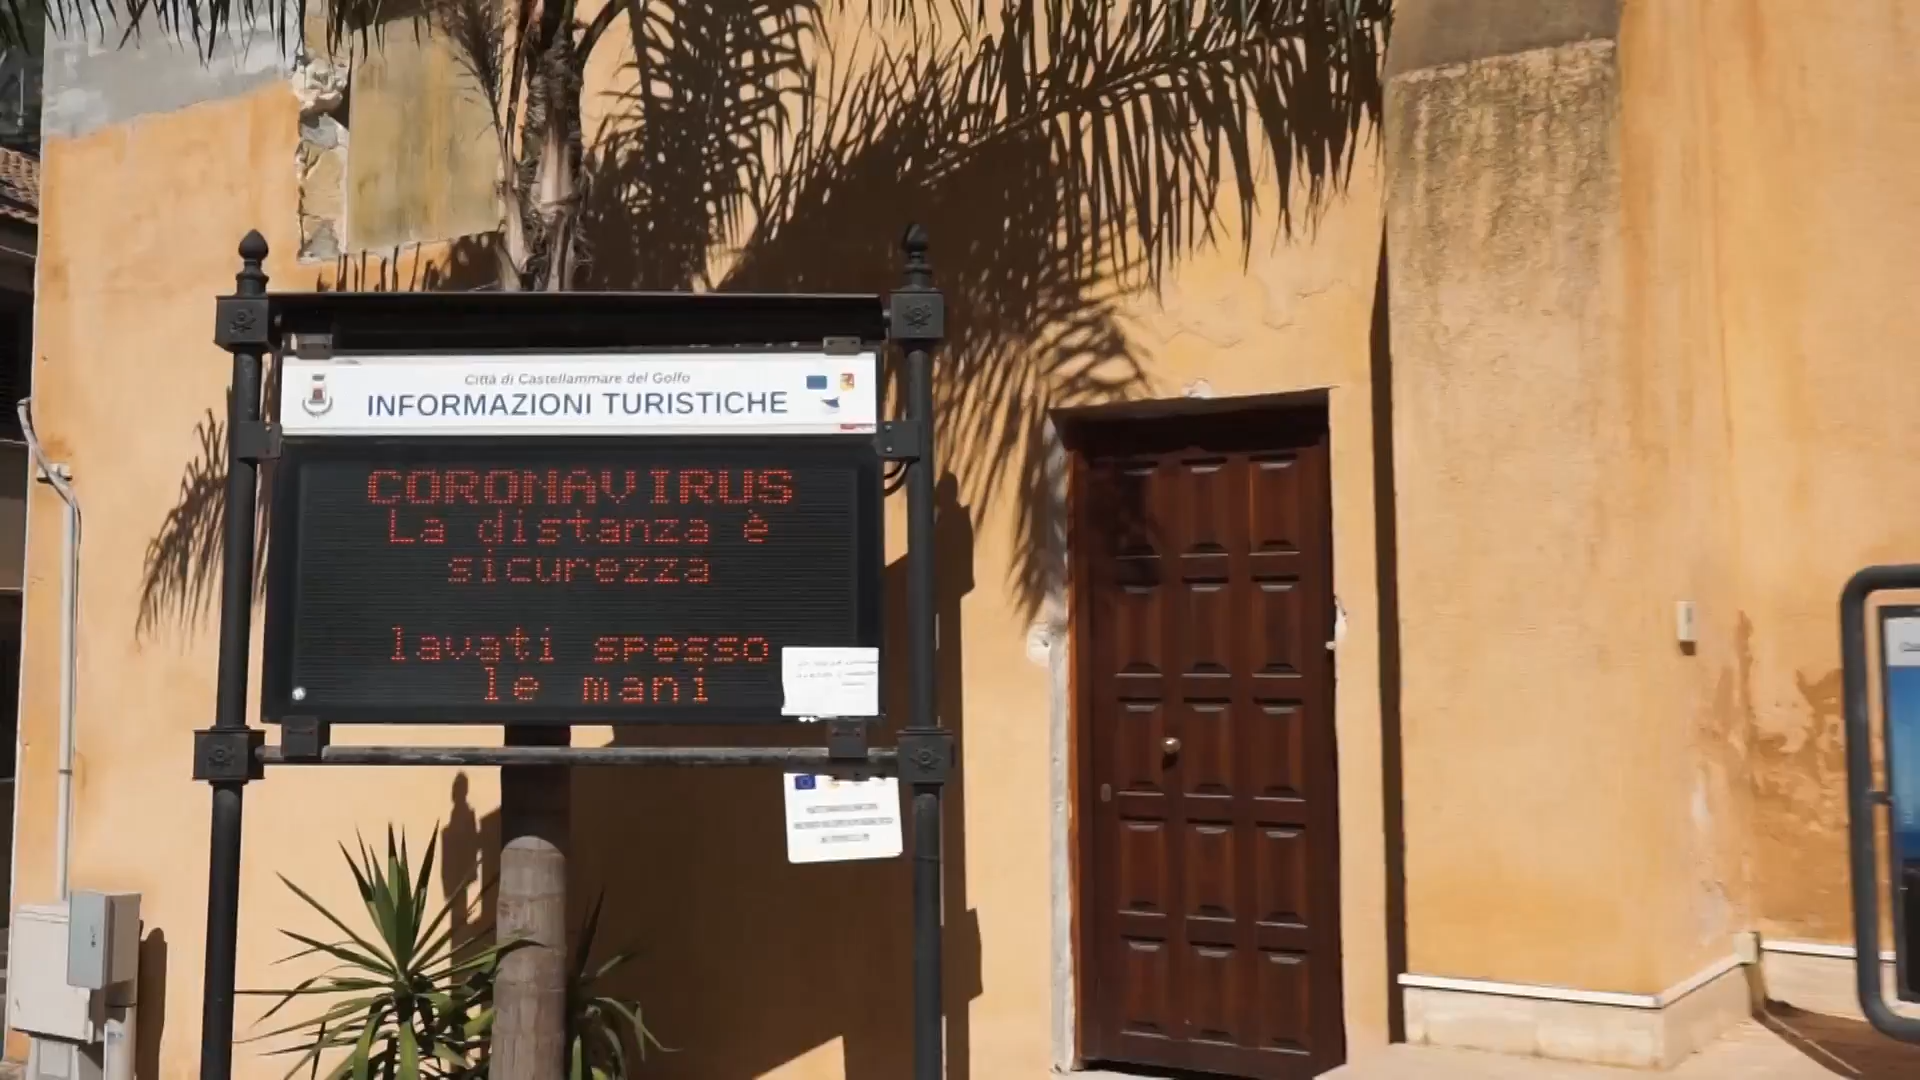 Città di Castellammare del Golfo
INFORMAZIONI TURISTICHE
CORONAVIRUS
La distanza è
sicurezza
lavati spesso
le mani